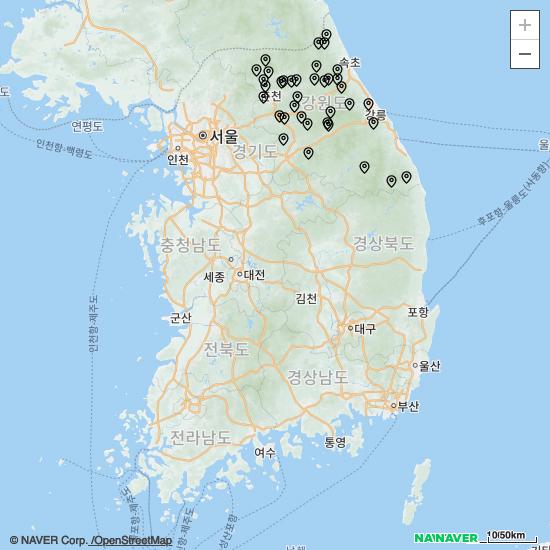 +
−
속초
춘천
강원도
강릉
연평도
인천항-백령도
서울
인천
경기도
울
후포항-울릉도(사동항)
충청남도
경상북도
세종
대전
김천
인천항-제주도
군산
포항
전북도
대구
경상남도
울산
부산
전라남도
여수
통영
© NAVER Corp. /OpenStreetMap
NAVER
10/50km